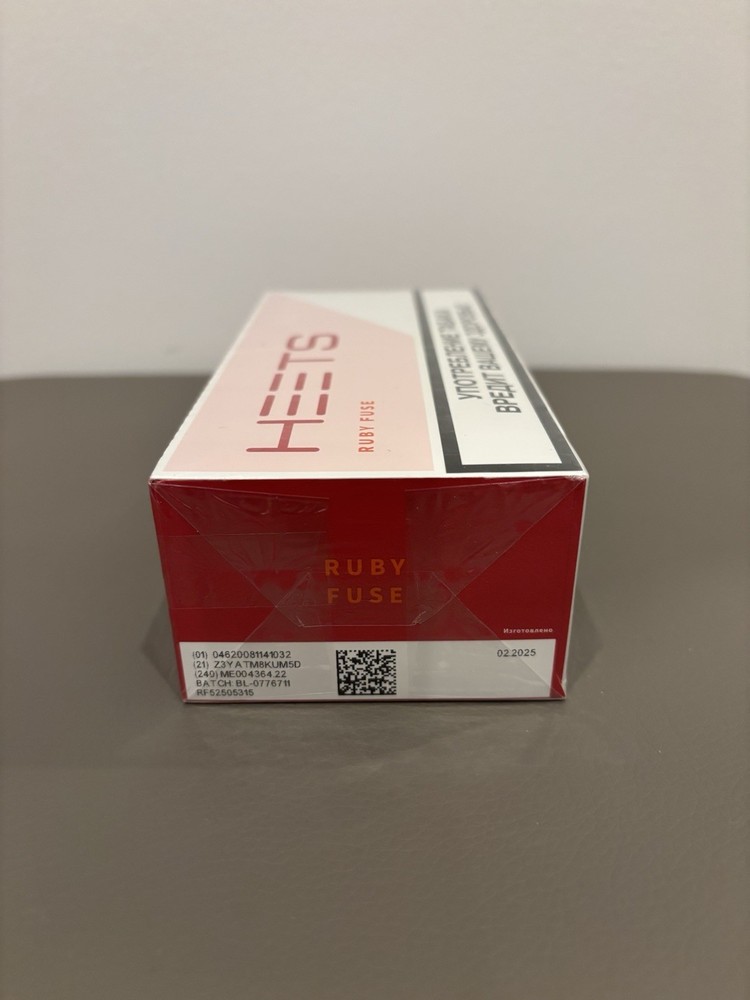 HEETS
RUBY FUSE
УПОТРЕБЛЕНИЕ ТАБАКА
ВРЕДИТ ВАШЕМУ ЗДОРОВЬЮ
RUBY
FUSE
Изготовлено
(01) 04620081141032
(21) Z3YATM8KUM5D
(240) ME004364.22
BATCH: BL-0776711
RF52505315
02.2025